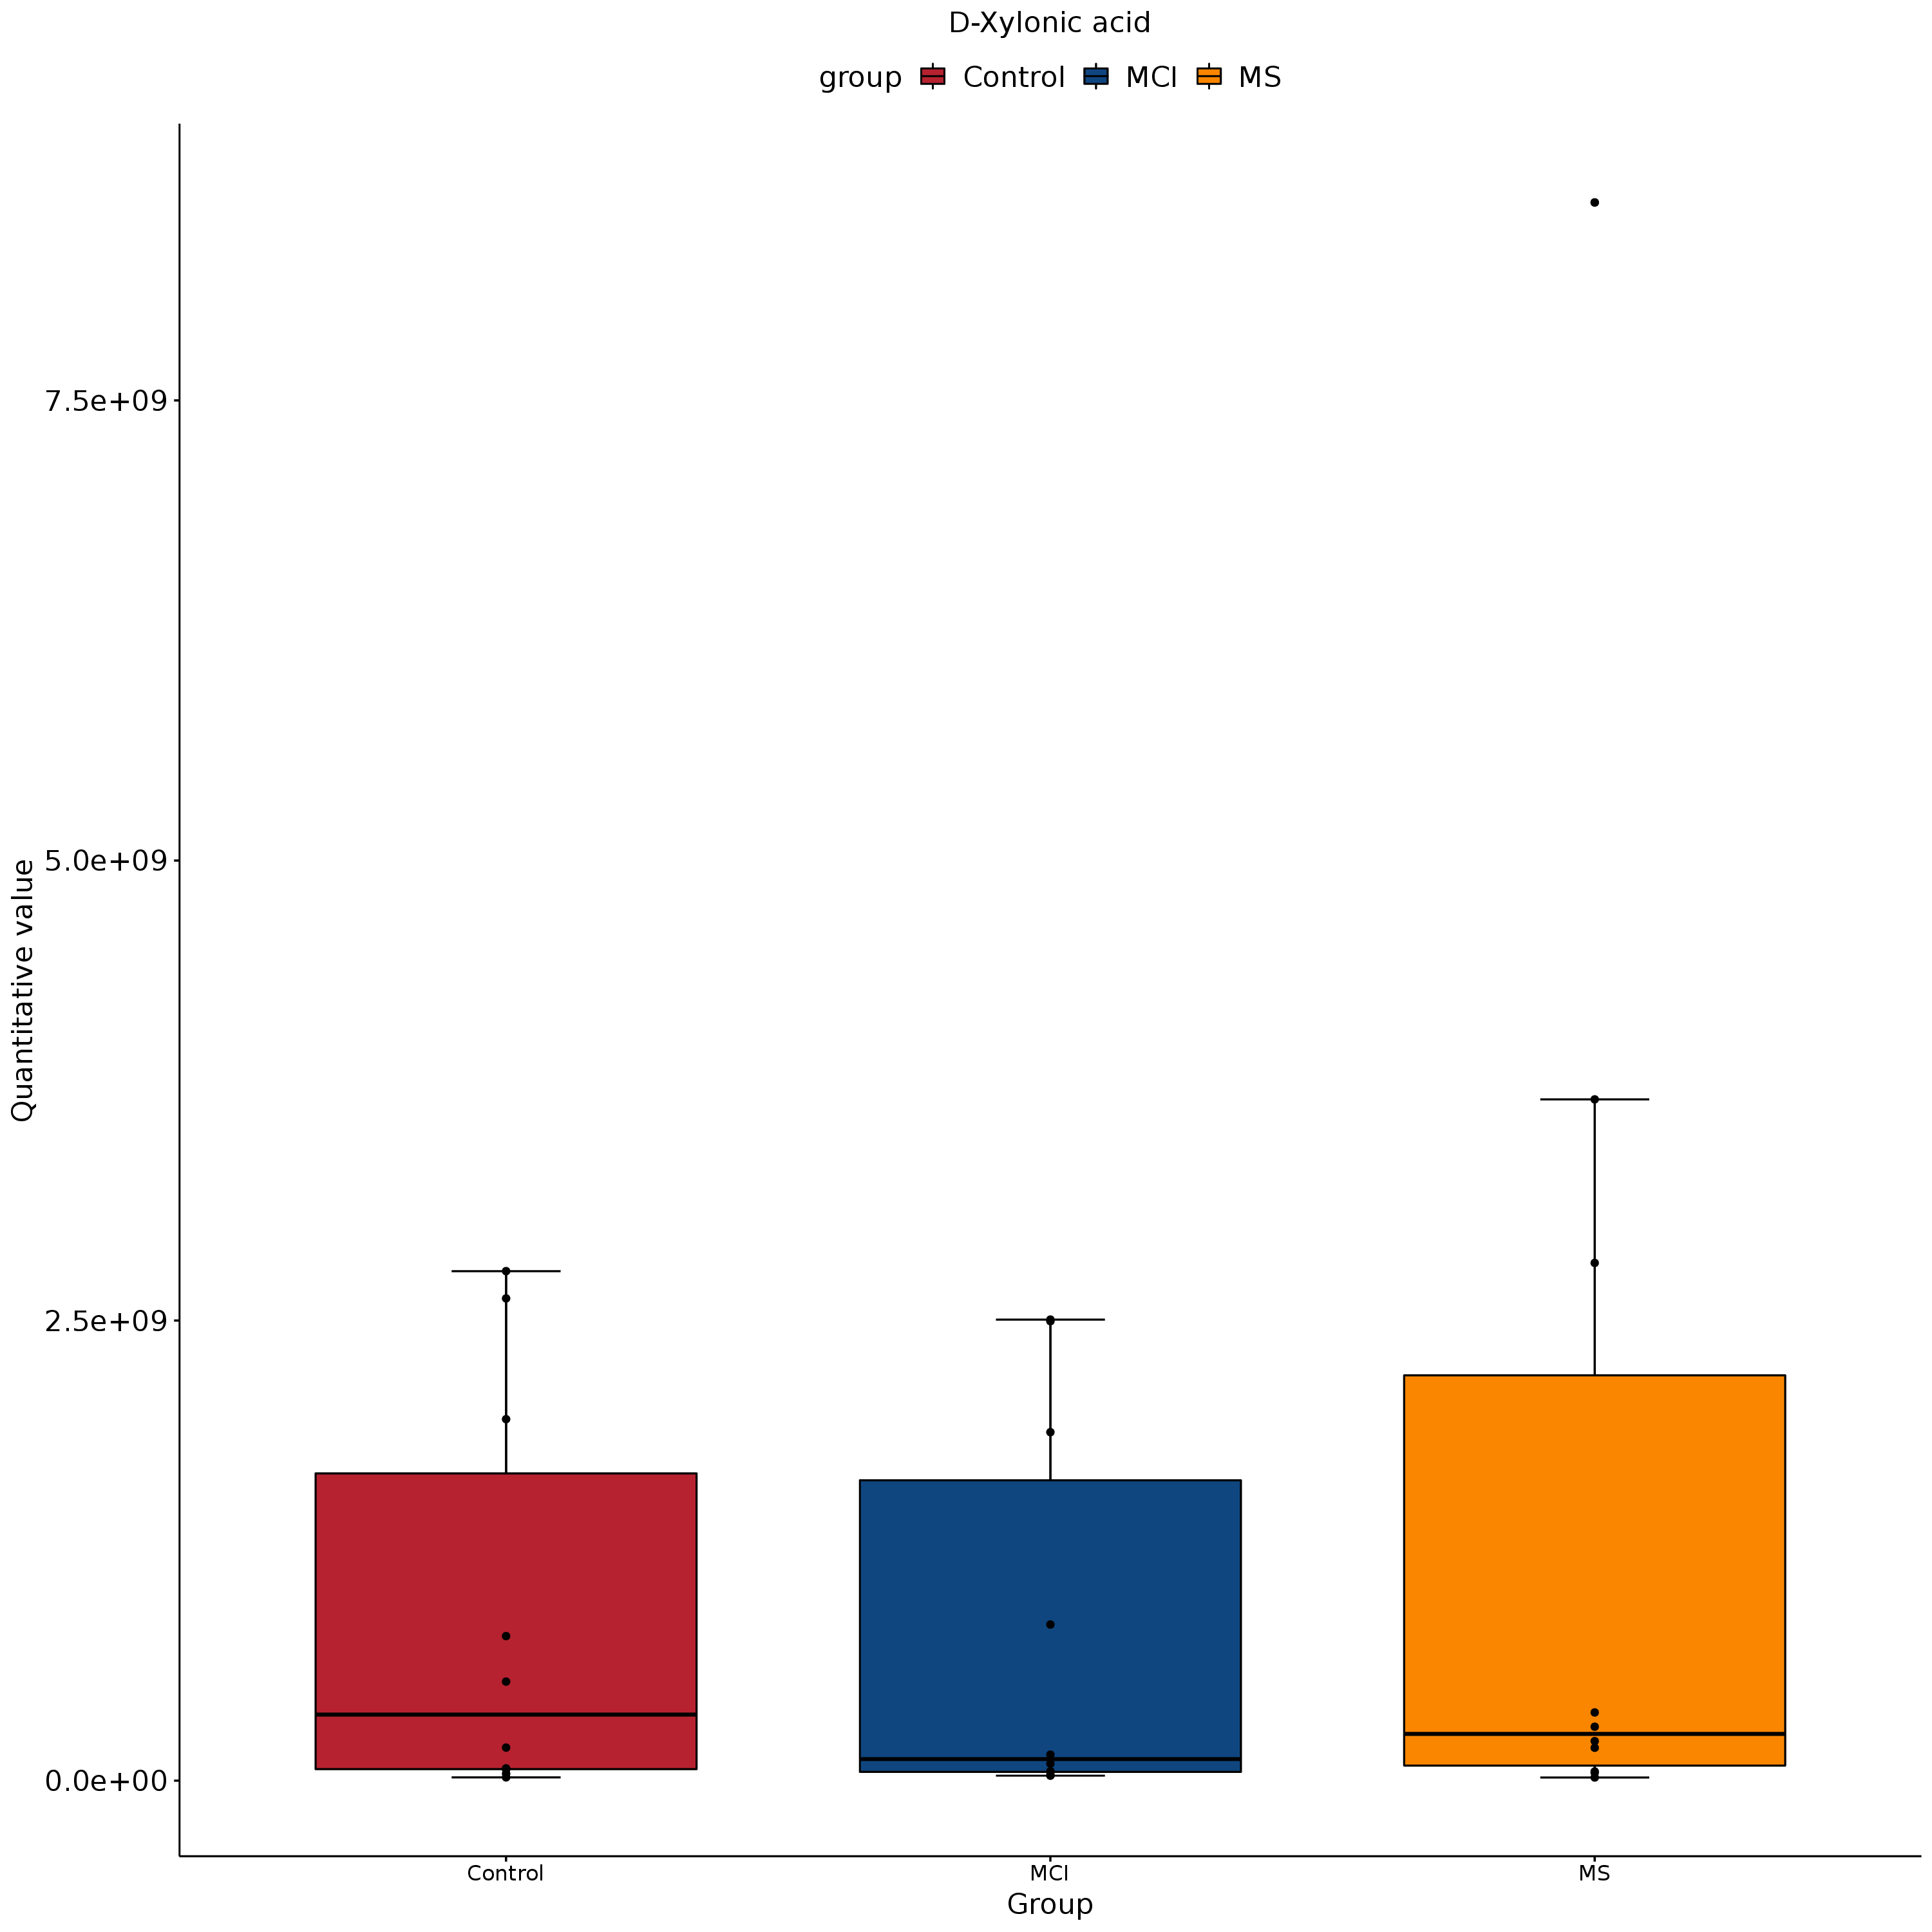 D-Xylonic acid
group Control MCI MS
7.5e+09
5.0e+09
2.5e+09
0.0e+00
Quantitative value
Control MCI MS
Group